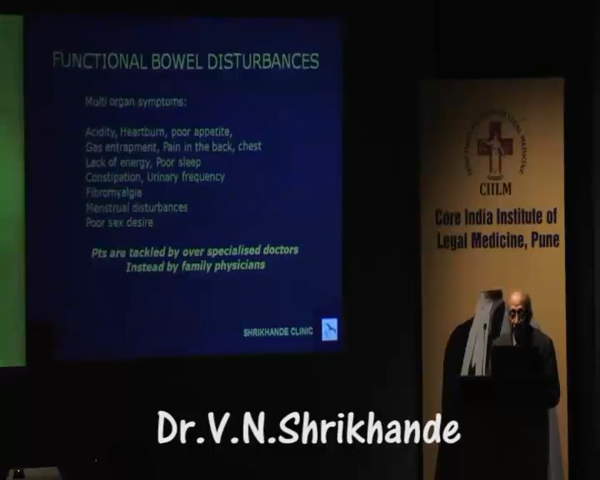 FUNCTIONAL BOWEL DISTURBANCES
Multi organ symptoms:
Acidity, Heartburn, poor appetite,
Gas entrapment, Pain in the back, chest
Lack of energy, Poor sleep
Constipation, Urinary frequency
Fibromyalgia
Menstrual disturbances
Poor sex desire
Pts are tackled by over specialised doctors
Instead by family physicians
SHRIKHANDE CLINIC
CIILM
Core India Institute of
Legal Medicine, Pune
Dr.V.N.Shrikhande